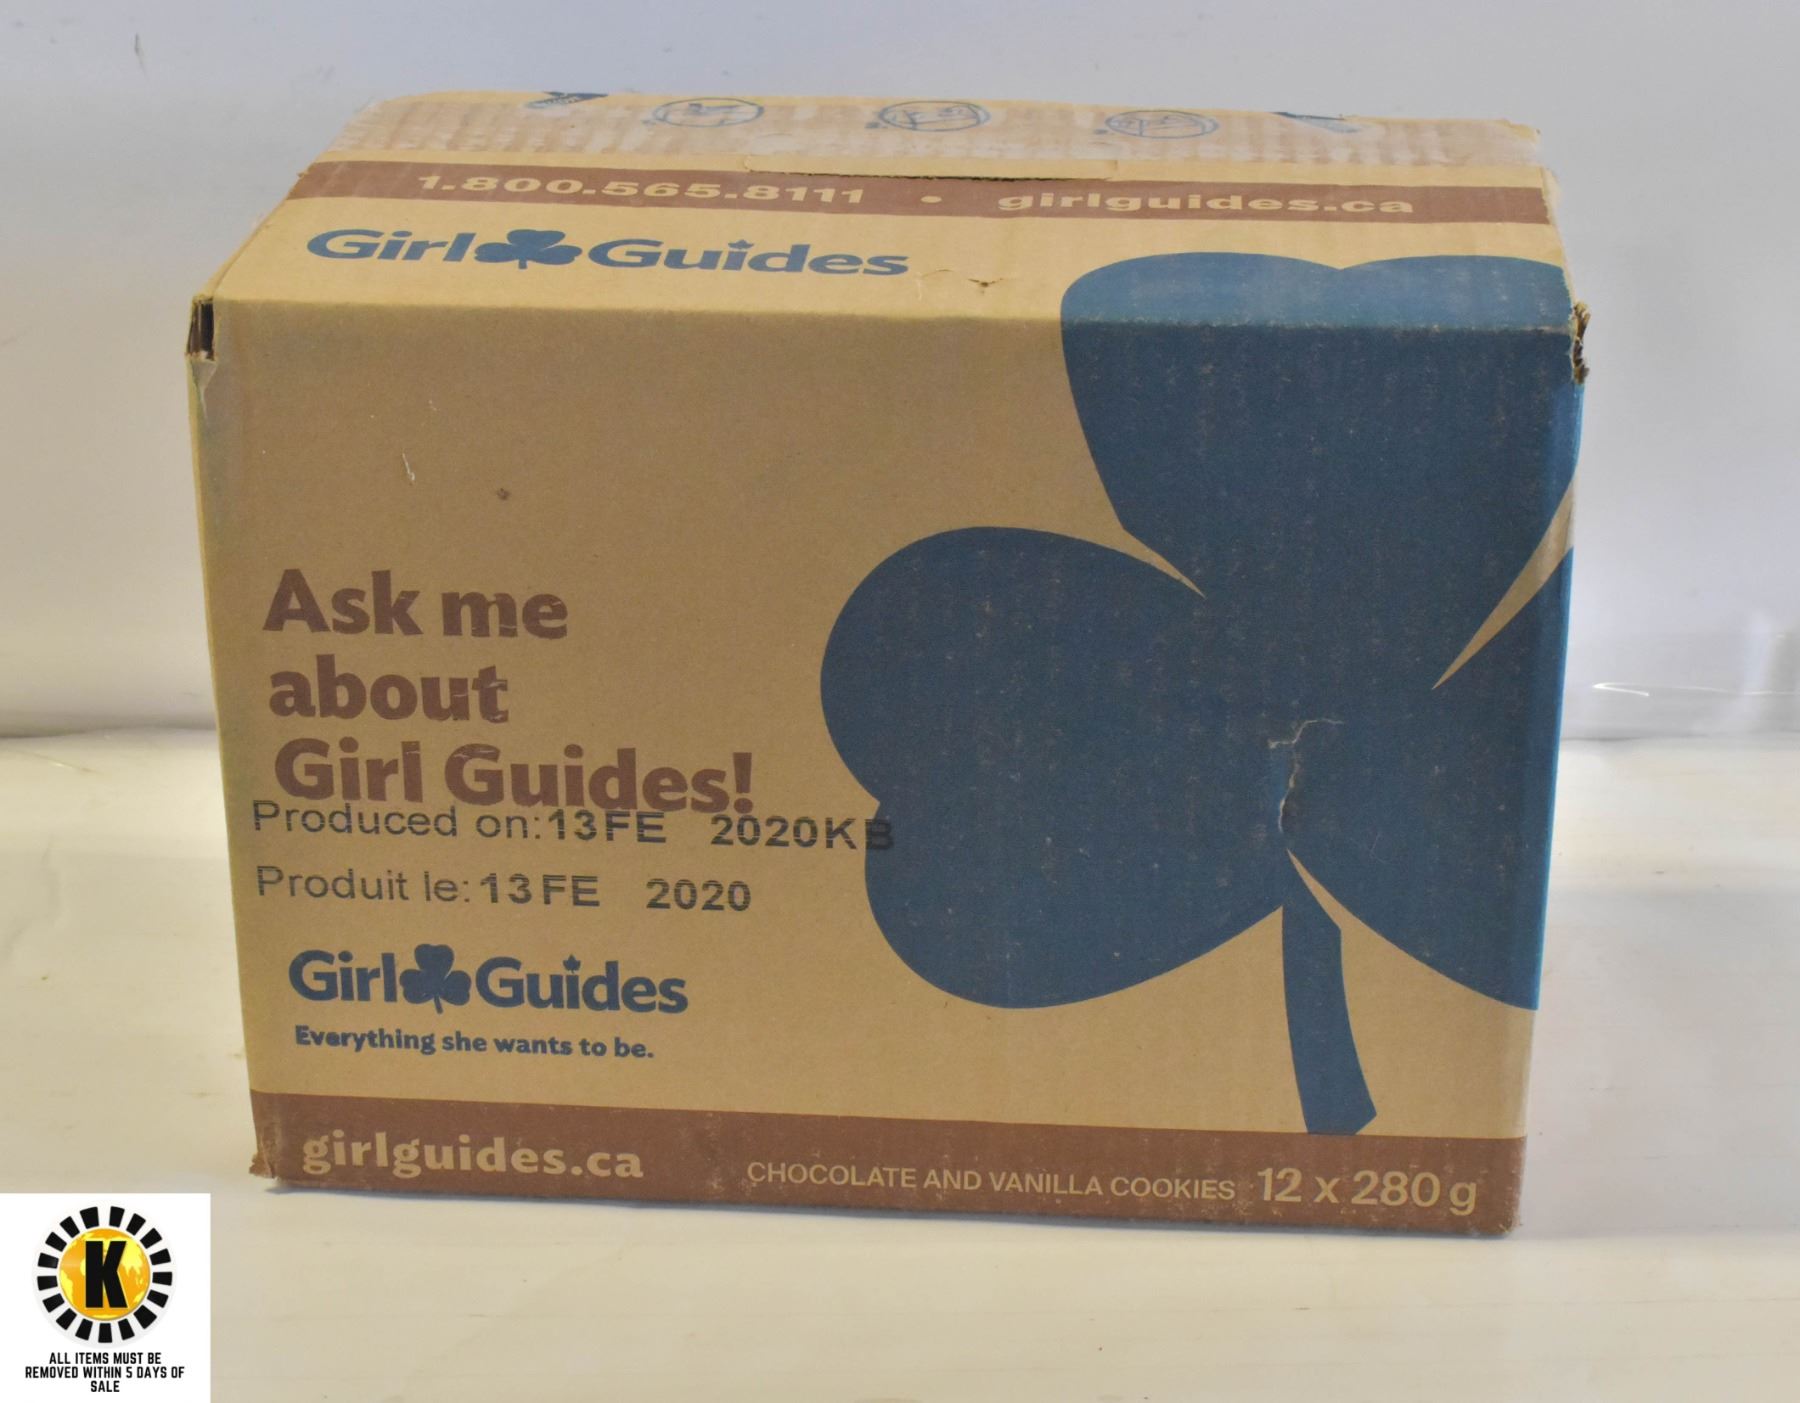 1.800.565.8111 • girlguides.ca
Girl Guides
Ask me
about
Girl Guides!
Produced on:13FE 2020KB
Produit le:13FE 2020
Girl Guides
Everything she wants to be.
girlguides.ca
CHOCOLATE AND VANILLA COOKIES 12 x 280 g
K
ALL ITEMS MUST BE
REMOVED WITHIN 5 DAYS OF
SALE